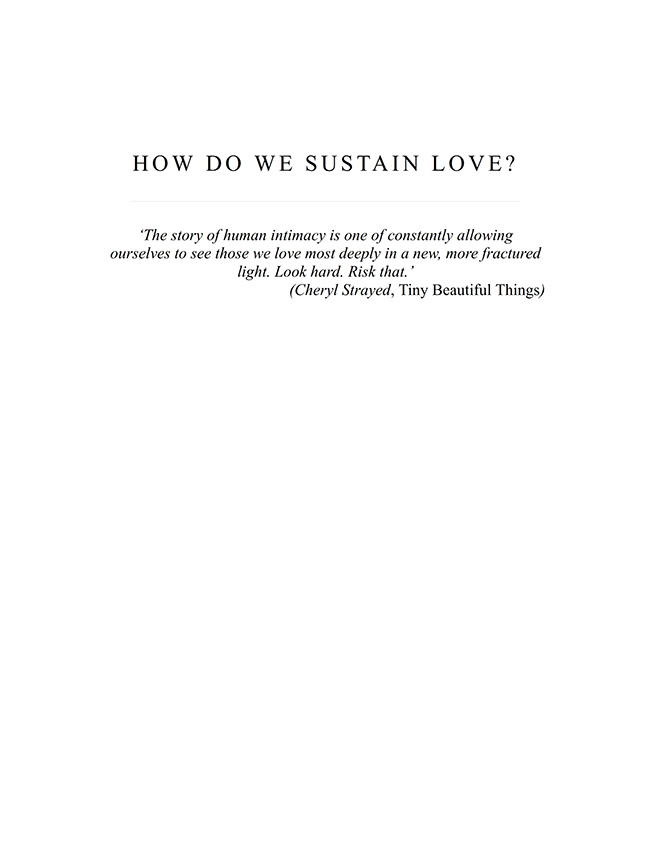 HOW DO WE SUSTAIN LOVE?
‘The story of human intimacy is one of constantly allowing
ourselves to see those we love most deeply in a new, more fractured
light. Look hard. Risk that.’
(Cheryl Strayed, Tiny Beautiful Things)